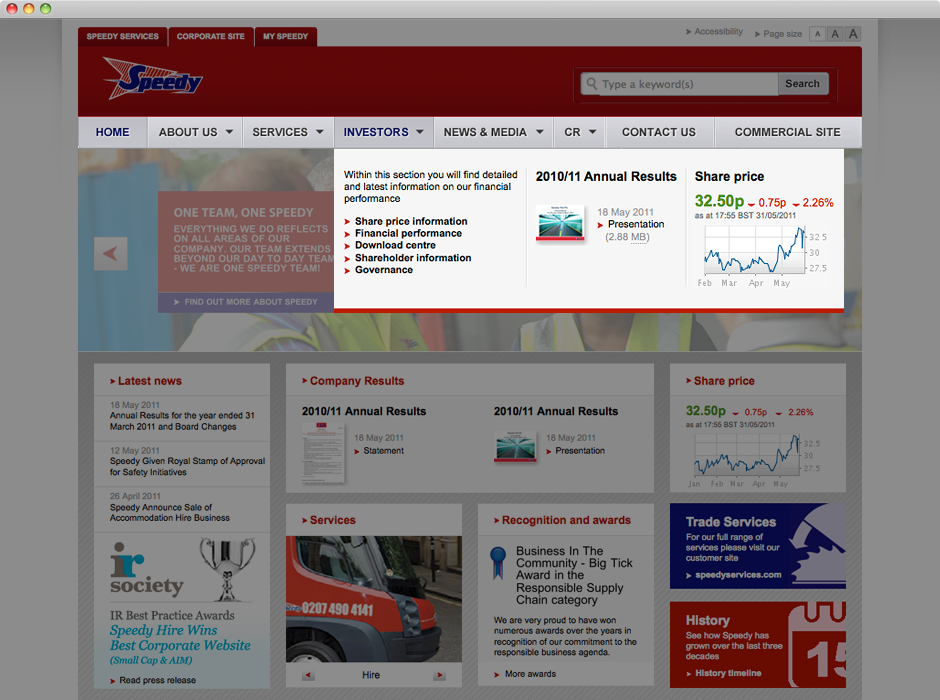 SPEEDY SERVICES
CORPORATE SITE
MY SPEEDY
Accessibility
Page size
A A A
Speedy
Type a keyword(s)
Search
HOME
ABOUT US
SERVICES
INVESTORS
NEWS & MEDIA
CR
CONTACT US
COMMERCIAL SITE
ONE TEAM, ONE SPEEDY
EVERYTHING WE DO REFLECTS
ON ALL AREAS OF OUR
COMPANY. OUR TEAM EXTENDS
BEYOND OUR DAY TO DAY TEAM
- WE ARE ONE SPEEDY TEAM!
FIND OUT MORE ABOUT SPEEDY
Within this section you will find detailed
and latest information on our financial
performance
Share price information
Financial performance
Download centre
Shareholder information
Governance
2010/11 Annual Results
18 May 2011
Presentation
(2.88 MB)
Share price
32.50p 0.75p 2.26%
as at 17:55 BST 31/05/2011
32.5
30
27.5
Feb Mar Apr May
Latest news
18 May 2011
Annual Results for the year ended 31
March 2011 and Board Changes
12 May 2011
Speedy Given Royal Stamp of Approval
for Safety Initiatives
26 April 2011
Speedy Announce Sale of
Accommodation Hire Business
ir
society
IR Best Practice Awards
Speedy Hire Wins
Best Corporate Website
(Small Cap & AIM)
Read press release
Company Results
2010/11 Annual Results
18 May 2011
Statement
2010/11 Annual Results
18 May 2011
Presentation
Share price
32.50p 0.75p 2.26%
as at 17:55 BST 31/05/2011
32.5
30
27.5
Jan Feb Mar Apr May
Services
0207 490 4141
Hire
Recognition and awards
Business In The
Community - Big Tick
Award in the
Responsible Supply
Chain category
We are very proud to have won
numerous awards over the years in
recognition of our commitment to the
responsible business agenda.
More awards
Trade Services
For our full range of
services please visit our
customer site
speedyservices.com
History
See how Speedy has
grown over the last three
decades
History timeline
15